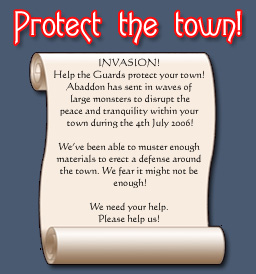 Protect the town!
INVASION!
Help the Guards protect your town!
Abaddon has sent in waves of
large monsters to disrupt the
peace and tranquility within your
town during the 4th July 2006!
We've been able to muster enough
materials to erect a defense around
the town. We fear it might not be
enough!
We need your help.
Please help us!